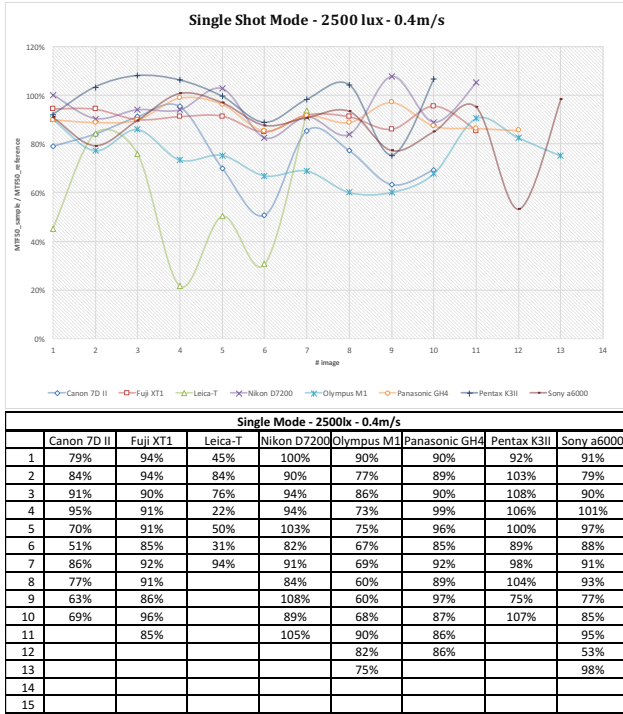 Single Shot Mode - 2500 lux - 0.4m/s
120%
100%
80%
60%
40%
20%
0%
MTF50_sample / MTF50_reference
1 2 3 4 5 6 7 8 9 10 11 12 13 14
# image
Canon 7D II Fuji XT1 Leica-T Nikon D7200 Olympus M1 Panasonic GH4 Pentax K3II Sony a6000
Single Mode - 2500lx - 0.4m/s
Canon 7D II Fuji XT1 Leica-T Nikon D7200 Olympus M1 Panasonic GH4 Pentax K3II Sony a6000
1 79% 94% 45% 100% 90% 90% 92% 91%
2 84% 94% 84% 90% 77% 89% 103% 79%
3 91% 90% 76% 94% 86% 90% 108% 90%
4 95% 91% 22% 94% 73% 99% 106% 101%
5 70% 91% 50% 103% 75% 96% 100% 97%
6 51% 85% 31% 82% 67% 85% 89% 88%
7 86% 92% 94% 91% 69% 92% 98% 91%
8 77% 91% 84% 60% 89% 104% 93%
9 63% 86% 108% 60% 97% 75% 77%
10 69% 96% 89% 68% 87% 107% 85%
11 85% 105% 90% 86% 95%
12 82% 86% 53%
13 75% 98%
14
15